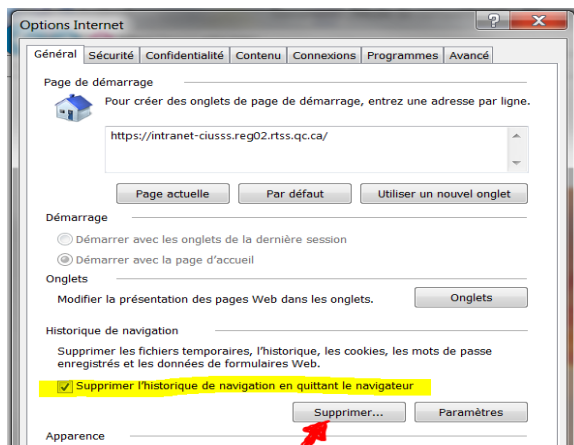 Options Internet
Général Sécurité Confidentialité Contenu Connexions Programmes Avancé
Page de démarrage
Pour créer des onglets de page de démarrage, entrez une adresse par ligne.
https://intranet-ciusss.reg02.rtss.qc.ca/
Page actuelle Par défaut Utiliser un nouvel onglet
Démarrage
Démarrer avec les onglets de la dernière session
Démarrer avec la page d'accueil
Onglets
Modifier la présentation des pages Web dans les onglets. Onglets
Historique de navigation
Supprimer les fichiers temporaires, l'historique, les cookies, les mots de passe
enregistrés et les données de formulaires Web.
Supprimer l'historique de navigation en quittant le navigateur
Supprimer... Paramètres
Apparence